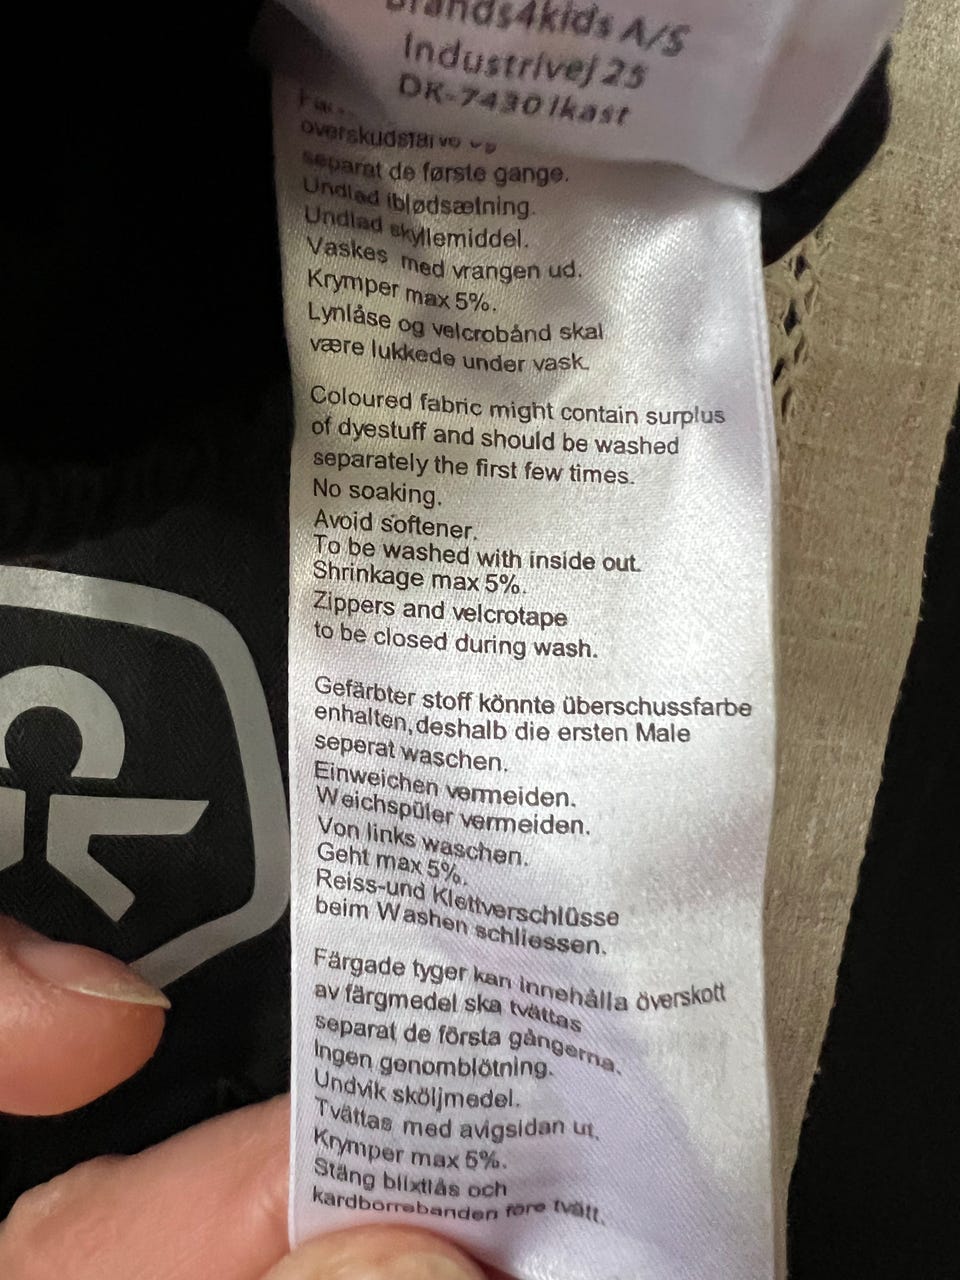 Brands4kids A/S
Industrivej 25
DK-7430 Ikast
separat de første gange.
Undlad iblødsætning.
Undlad skyllemiddel.
Vaskes med vrangen ud.
Krymper max 5%.
Lynlåse og velcrobånd skal
være lukkede under vask.
Coloured fabric might contain surplus
of dyestuff and should be washed
separately the first few times.
No soaking.
Avoid softener.
To be washed with inside out.
Shrinkage max 5%.
Zippers and velcrotape
to be closed during wash.
Gefärbter stoff könnte überschussfarbe
enhalten,deshalb die ersten Male
seperat waschen.
Einweichen vermeiden.
Weichspüler vermeiden.
Von links waschen.
Geht max 5%.
Reiss-und Klettverschlüsse
beim Washen schliessen.
Färgade tyger kan innehålla överskott
av färgmedel ska tvättas
separat de första gångerna.
Ingen genomblötning.
Undvik sköljmedel.
Tvättas med avigsidan ut.
Krymper max 5%.
Stäng blixtlås och
kardborrebanden före tvätt.